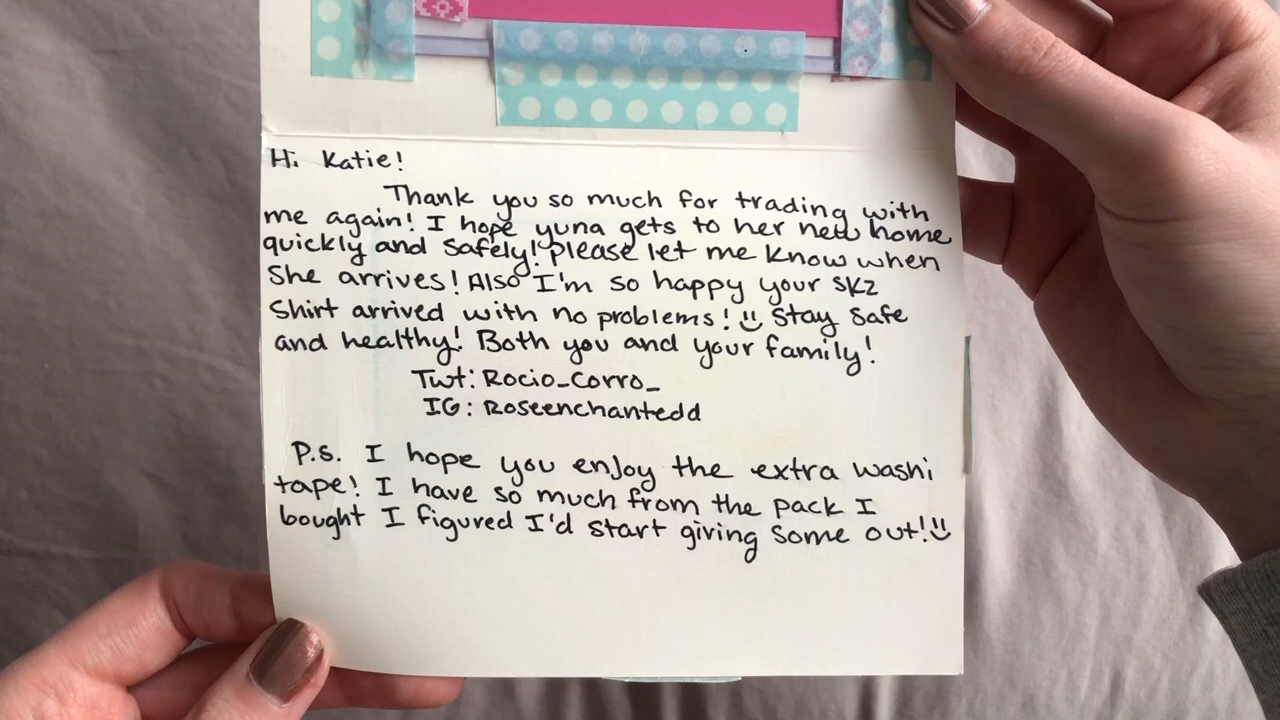 Hi Katie!
Thank you so much for trading with
me again! I hope yuna gets to her new home
quickly and safely! Please let me know when
she arrives! Also I'm so happy your SKZ
shirt arrived with no problems! Stay safe
and healthy! Both you and your family!
Twt: Rocio_Corro_
IG: Roseenchantedd
P.S. I hope you enjoy the extra washi
tape! I have so much from the pack I
bought I figured I'd start giving some out!